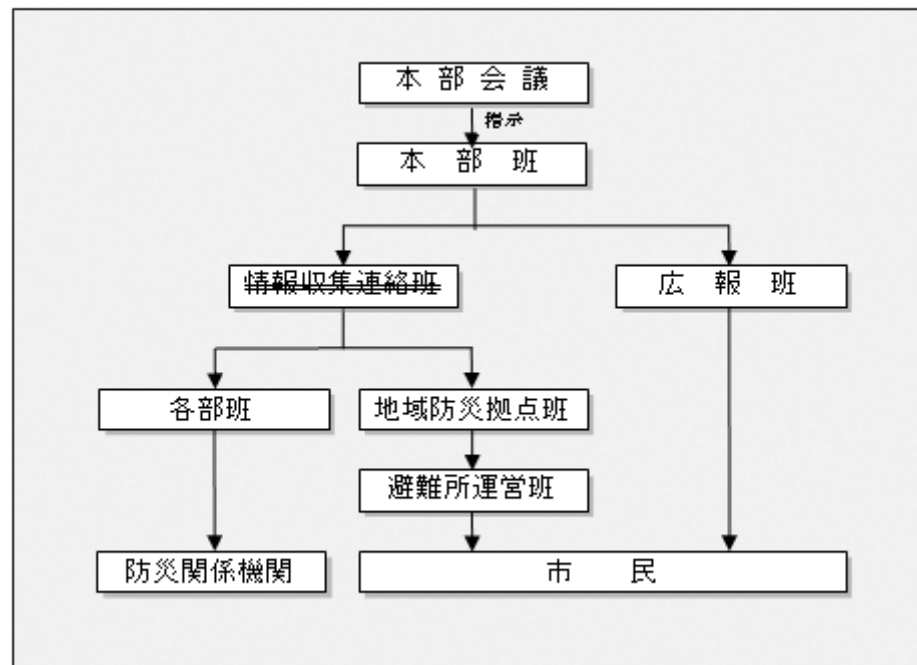 本部会議
指示
本部班
情報収集連絡班
広報班
各部班
地域防災拠点班
避難所運営班
防災関係機関
市民